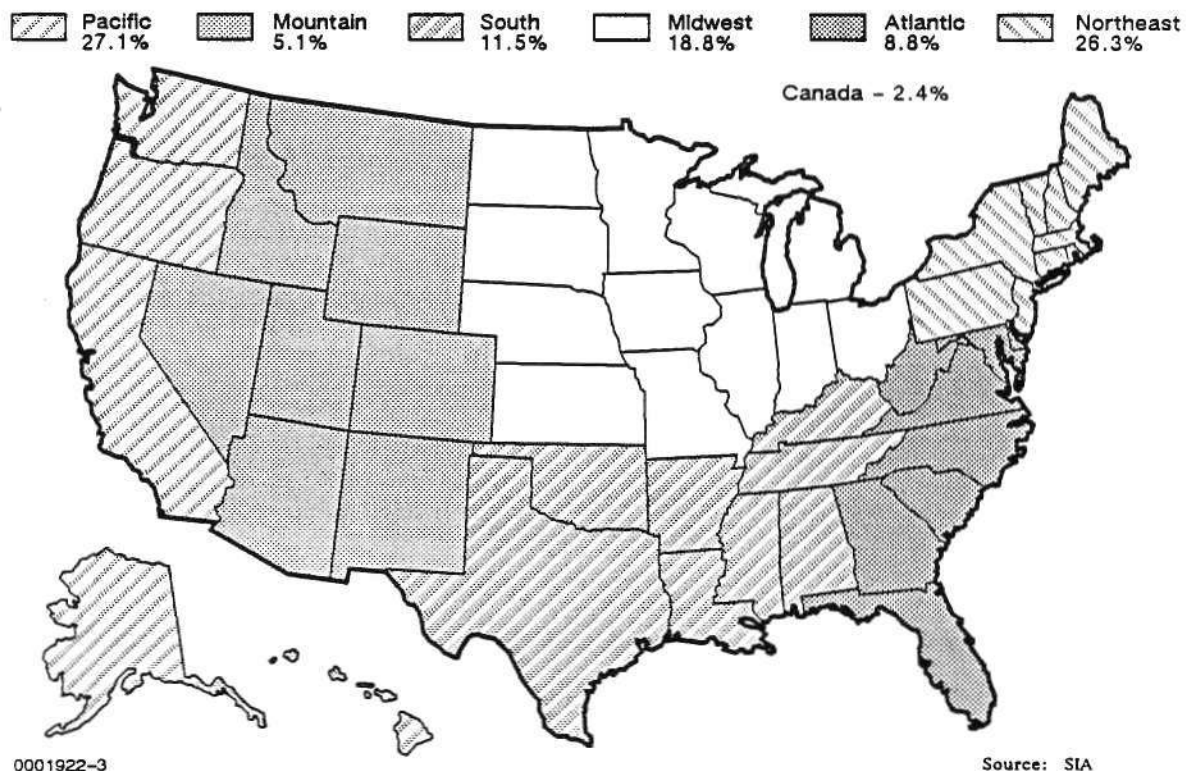 Pacific
27.1%
Mountain
5.1%
South
11.5%
Midwest
18.8%
Atlantic
8.8%
Northeast
26.3%
Canada - 2.4%
0001922-3
Source: SIA